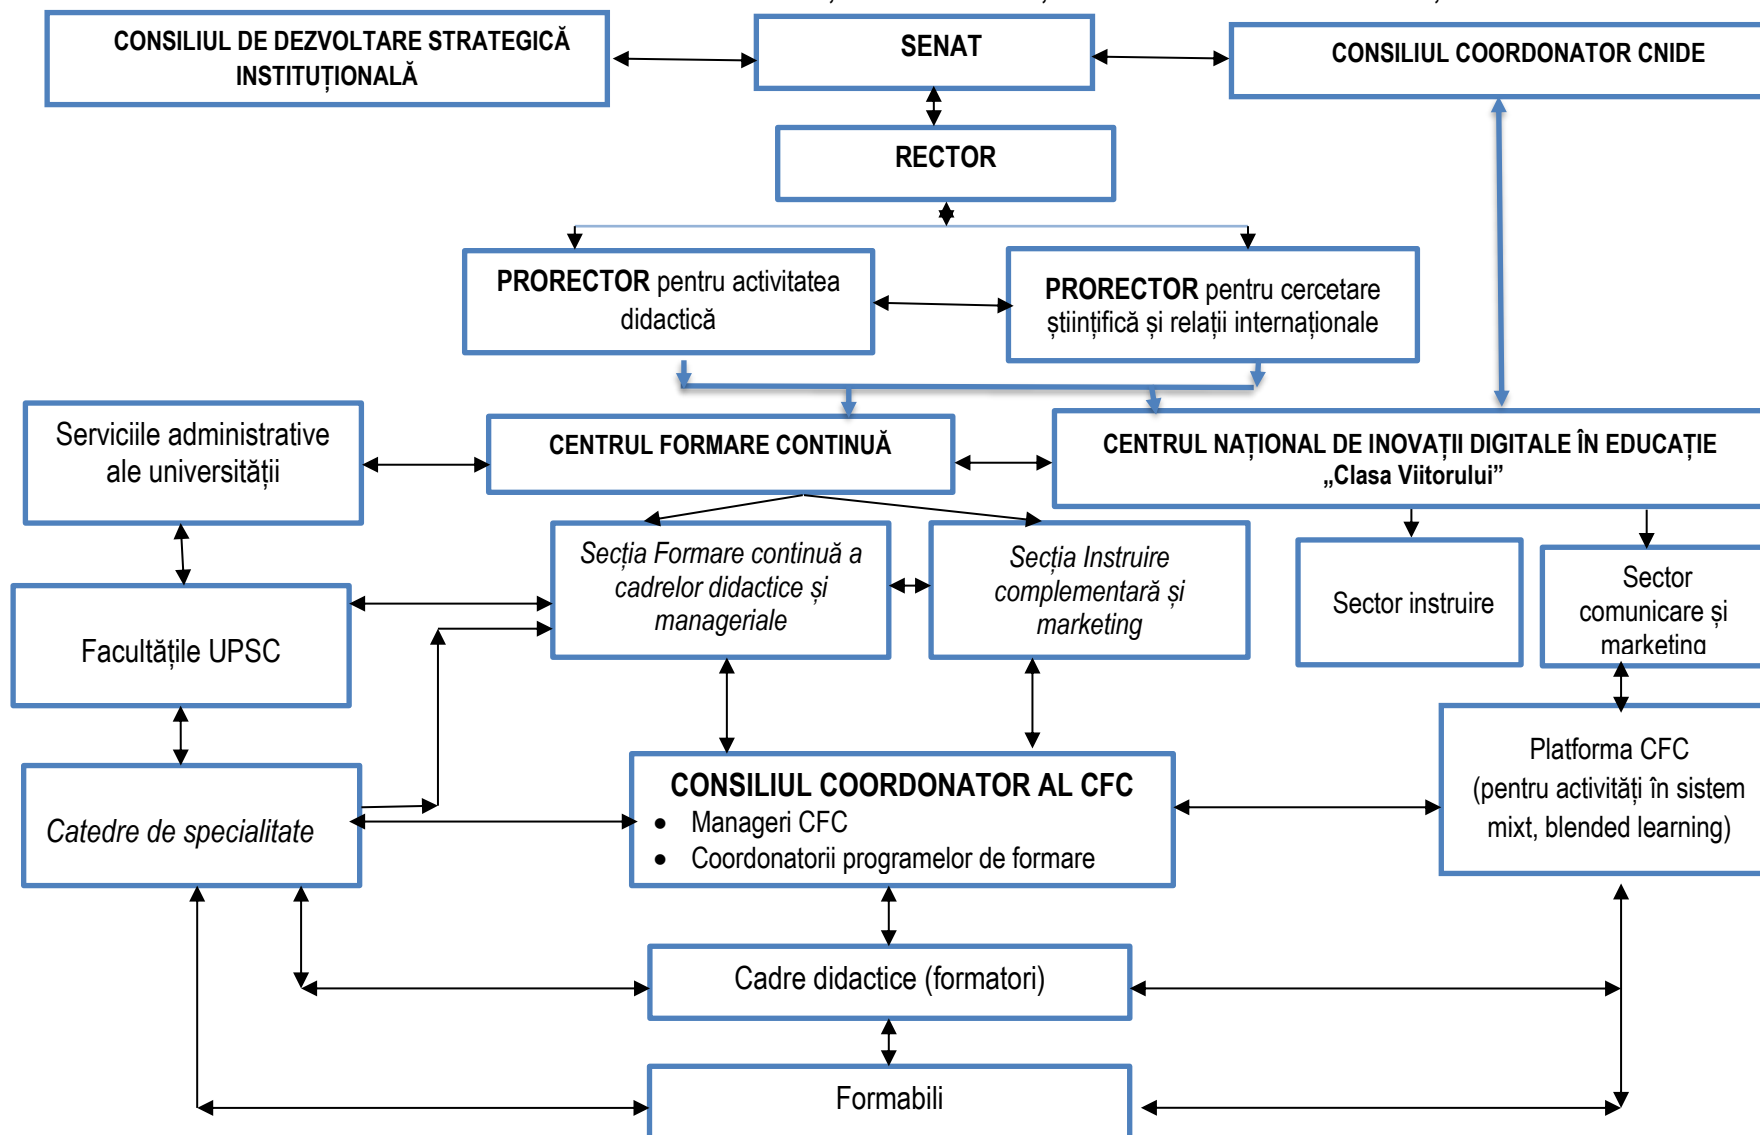 CONSILIUL DE DEZVOLTARE STRATEGICĂ
INSTITUȚIONALĂ
SENAT
CONSILIUL COORDONATOR CNIDE
RECTOR
PRORECTOR pentru activitatea
didactică
PRORECTOR pentru cercetare
științifică și relații internaționale
Serviciile administrative
ale universității
CENTRUL FORMARE CONTINUĂ
CENTRUL NAȚIONAL DE INOVAȚII DIGITALE ÎN EDUCAȚIE
„Clasa Viitorului”
Secția Formare continuă a
cadrelor didactice și
manageriale
Secția Instruire
complementară și
marketing
Sector instruire
Sector
comunicare și
marketing
Facultățile UPSC
Catedre de specialitate
CONSILIUL COORDONATOR AL CFC
• Manageri CFC
• Coordonatorii programelor de formare
Platforma CFC
(pentru activități în sistem
mixt, blended learning)
Cadre didactice (formatori)
Formabili